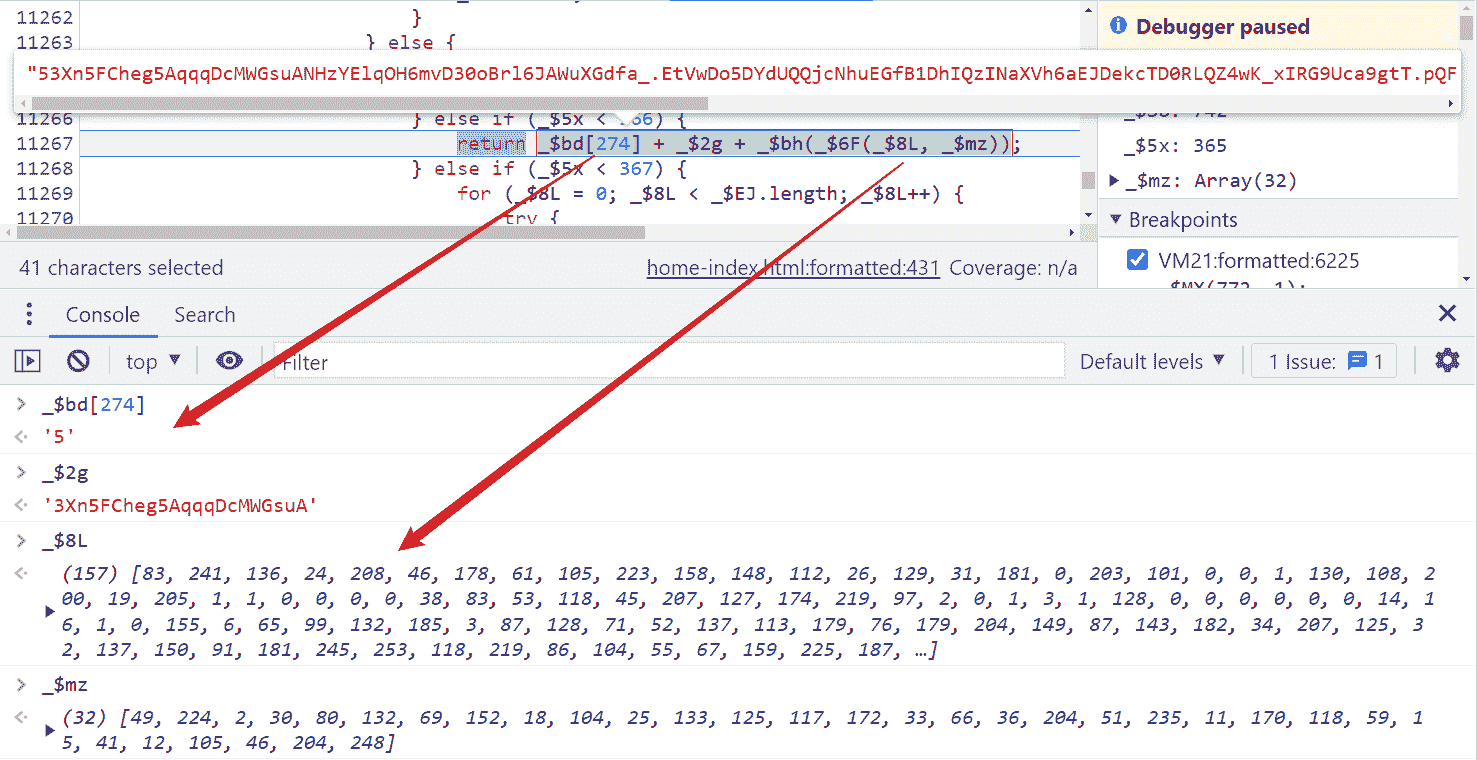 11262 }
11263 } else {
Debugger paused
"53Xn5FCheg5AqqqDcMWGsuANHzYElqOH6mvD30oBrl6JAWuXGdfa_.EtVwDo5DYdUQQjcNhuEGfB1DhIQzINaXVh6aEJDekcTD0RLQZ4wK_xIRG9Uca9gtT.pQF
11266 } else if (_$5x < 366) {
11267 return _$bd[274] + _$2g + _$bh(_$6F(_$8L, _$mz));
11268 } else if (_$5x < 367) {
11269 for (_$8L = 0; _$8L < _$EJ.length; _$8L++) {
11270 try {
_$5x: 365
_$mz: Array(32)
Breakpoints
VM21:formatted:6225
_$MX(772, 1);
41 characters selected
home-index.html:formatted:431 Coverage: n/a
Console Search
top Filter Default levels 1 Issue: 1
> _$bd[274]
'5'
> _$2g
'3Xn5FCheg5AqqqDcMWGsuA'
> _$8L
(157) [83, 241, 136, 24, 208, 46, 178, 61, 105, 223, 158, 148, 112, 26, 129, 31, 181, 0, 203, 101, 0, 0, 1, 130, 108, 2
00, 19, 205, 1, 1, 0, 0, 0, 0, 38, 83, 53, 118, 45, 207, 127, 174, 219, 97, 2, 0, 1, 3, 1, 128, 0, 0, 0, 0, 0, 0, 14, 1
6, 1, 0, 155, 6, 65, 99, 132, 185, 3, 87, 128, 71, 52, 137, 113, 179, 76, 179, 204, 149, 87, 143, 182, 34, 207, 125, 3
2, 137, 150, 91, 181, 245, 253, 118, 219, 86, 104, 55, 67, 159, 225, 187, …]
> _$mz
(32) [49, 224, 2, 30, 80, 132, 69, 152, 18, 104, 25, 133, 125, 117, 172, 33, 66, 36, 204, 51, 235, 11, 170, 118, 59, 1
5, 41, 12, 105, 46, 204, 248]